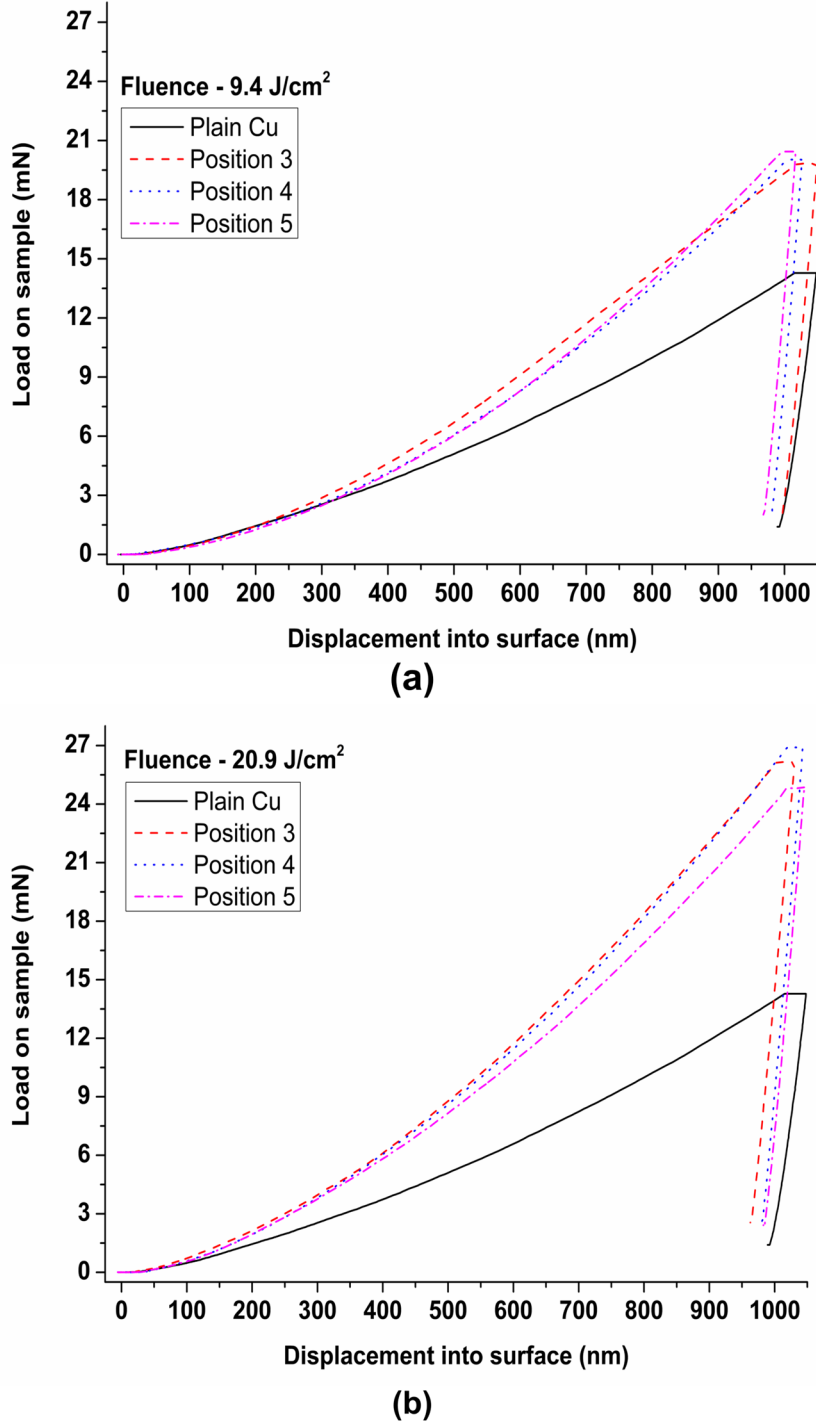 27
24
21
18
15
12
9
6
3
0
Load on sample (mN)
Fluence - 9.4 J/cm²
Plain Cu
Position 3
Position 4
Position 5
0 100 200 300 400 500 600 700 800 900 1000
Displacement into surface (nm)
(a)
27
24
21
18
15
12
9
6
3
0
Load on sample (mN)
Fluence - 20.9 J/cm²
Plain Cu
Position 3
Position 4
Position 5
0 100 200 300 400 500 600 700 800 900 1000
Displacement into surface (nm)
(b)